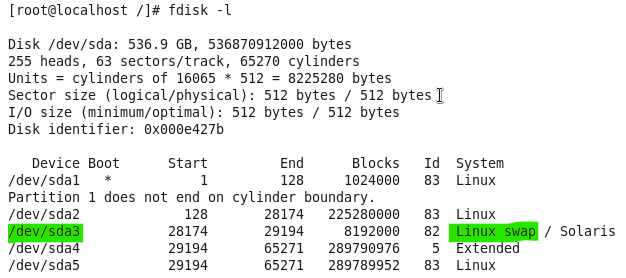 [root@localhost /]# fdisk -l
Disk /dev/sda: 536.9 GB, 536870912000 bytes
255 heads, 63 sectors/track, 65270 cylinders
Units = cylinders of 16065 * 512 = 8225280 bytes
Sector size (logical/physical): 512 bytes / 512 bytes
I/O size (minimum/optimal): 512 bytes / 512 bytes
Disk identifier: 0x000e427b
Device Boot Start End Blocks Id System
/dev/sda1 * 1 128 1024000 83 Linux
Partition 1 does not end on cylinder boundary.
/dev/sda2 128 28174 225280000 83 Linux
/dev/sda3 28174 29194 8192000 82 Linux swap / Solaris
/dev/sda4 29194 65271 289790976 5 Extended
/dev/sda5 29194 65271 289789952 83 Linux